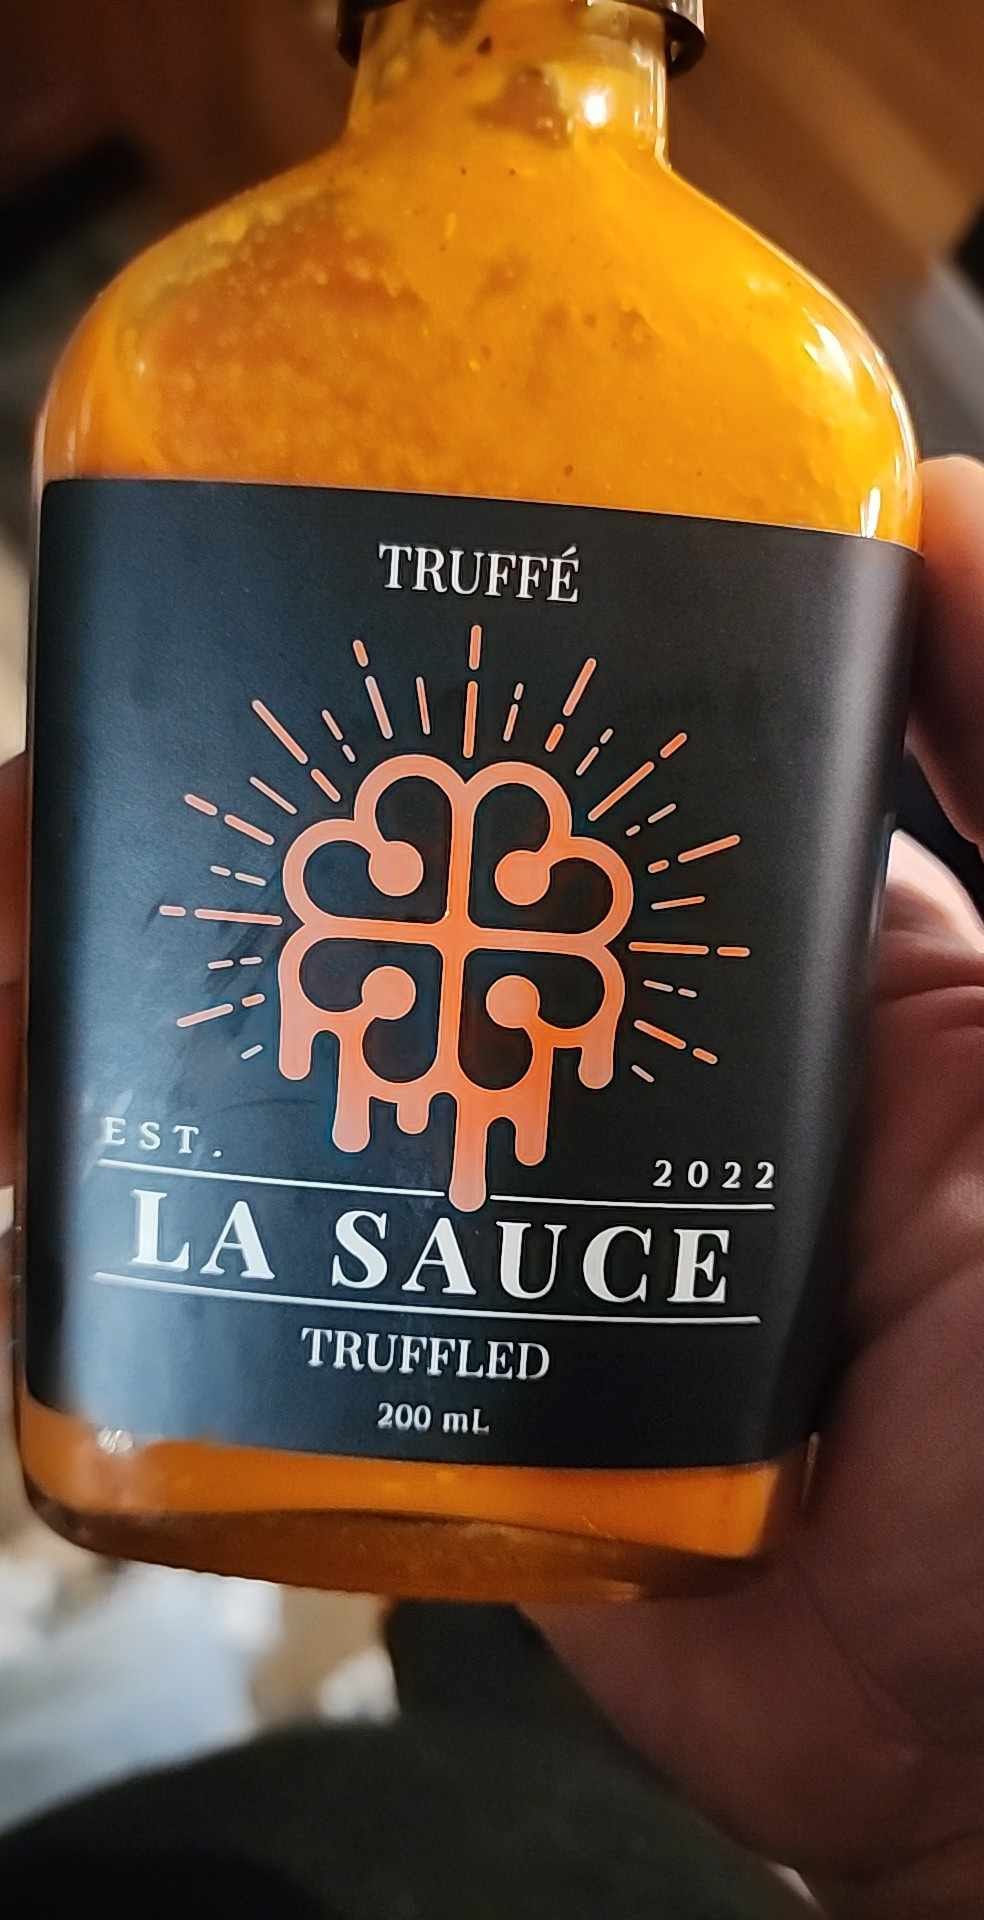 TRUFFÉ
EST.
2022
LA SAUCE
TRUFFLED
200 mL